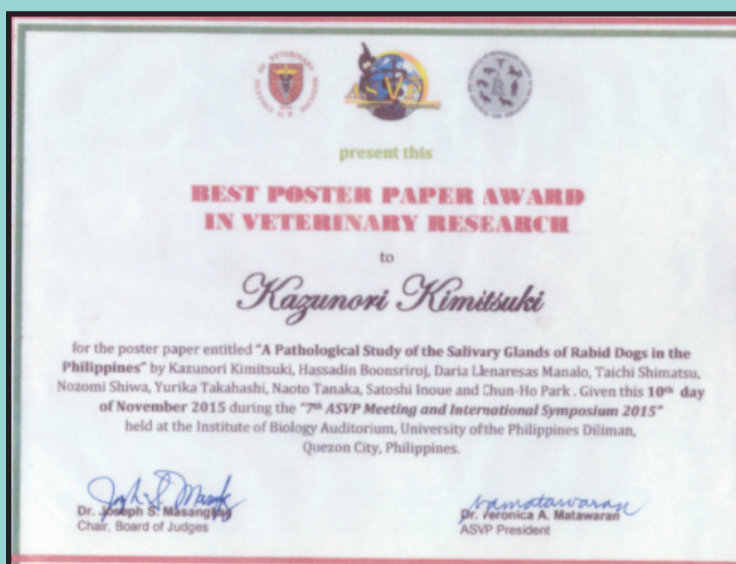 COLLEGE OF VETERINARY MEDICINE
present this
BEST POSTER PAPER AWARD
IN VETERINARY RESEARCH
to
Kazunori Kimitsuki
for the poster paper entitled "A Pathological Study of the Salivary Glands of Rabid Dogs in the
Philippines" by Kazunori Kimitsuki, Hassadin Boonsriroj, Daria Llenaresas Manalo, Taichi Shimatsu,
Nozomi Shiwa, Yurika Takahashi, Naoto Tanaka, Satoshi Inoue and Chun-Ho Park . Given this 10th day
of November 2015 during the "7th ASVP Meeting and International Symposium 2015"
held at the Institute of Biology Auditorium, University of the Philippines Diliman,
Quezon City, Philippines.
Dr. Joseph S. Masangkay
Chair, Board of Judges
Dr. Veronica A. Matawaran
ASVP President